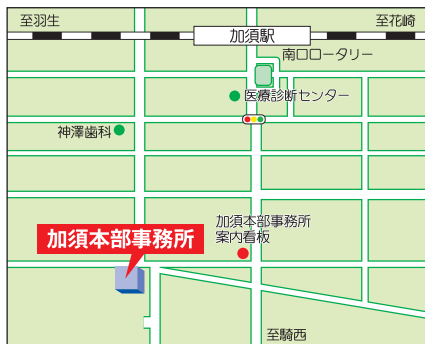 至羽生
加須駅
至花崎
南口ロータリー
医療診断センター
神澤歯科
加須本部事務所
案内看板
加須本部事務所
至騎西